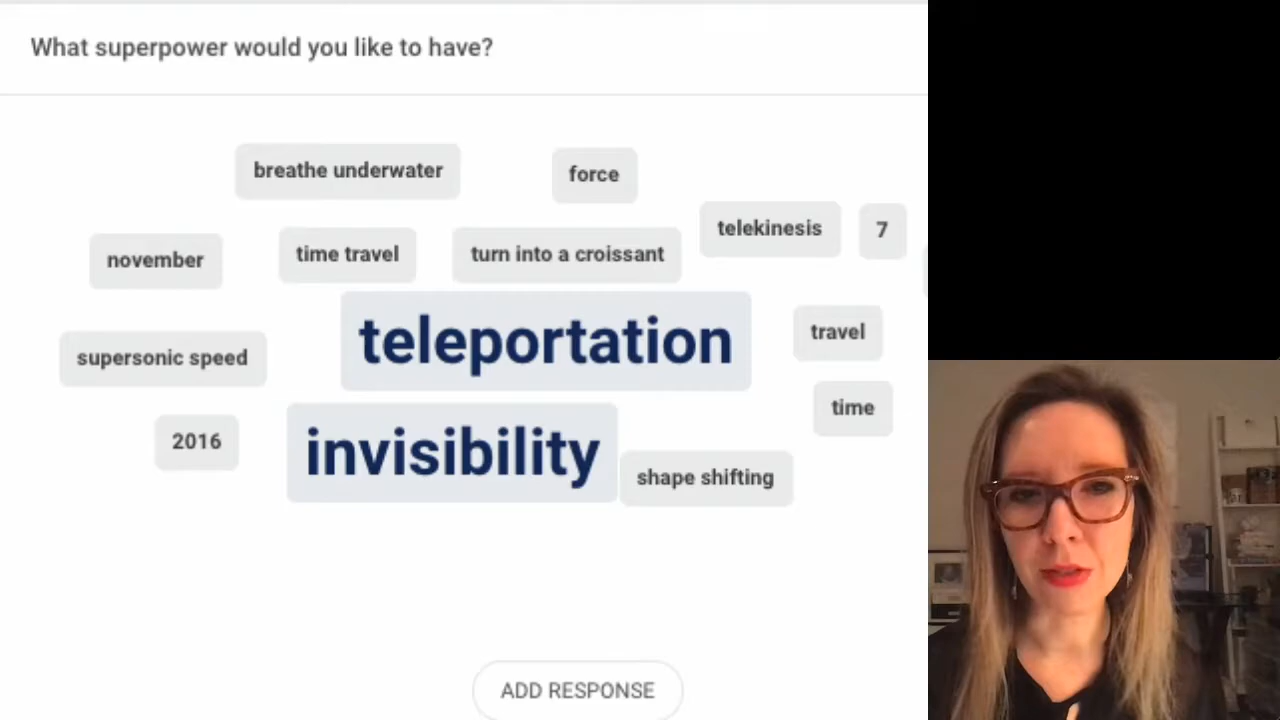 What superpower would you like to have?
breathe underwater
force
telekinesis
7
november
time travel
turn into a croissant
teleportation
travel
supersonic speed
time
2016
invisibility
shape shifting
ADD RESPONSE